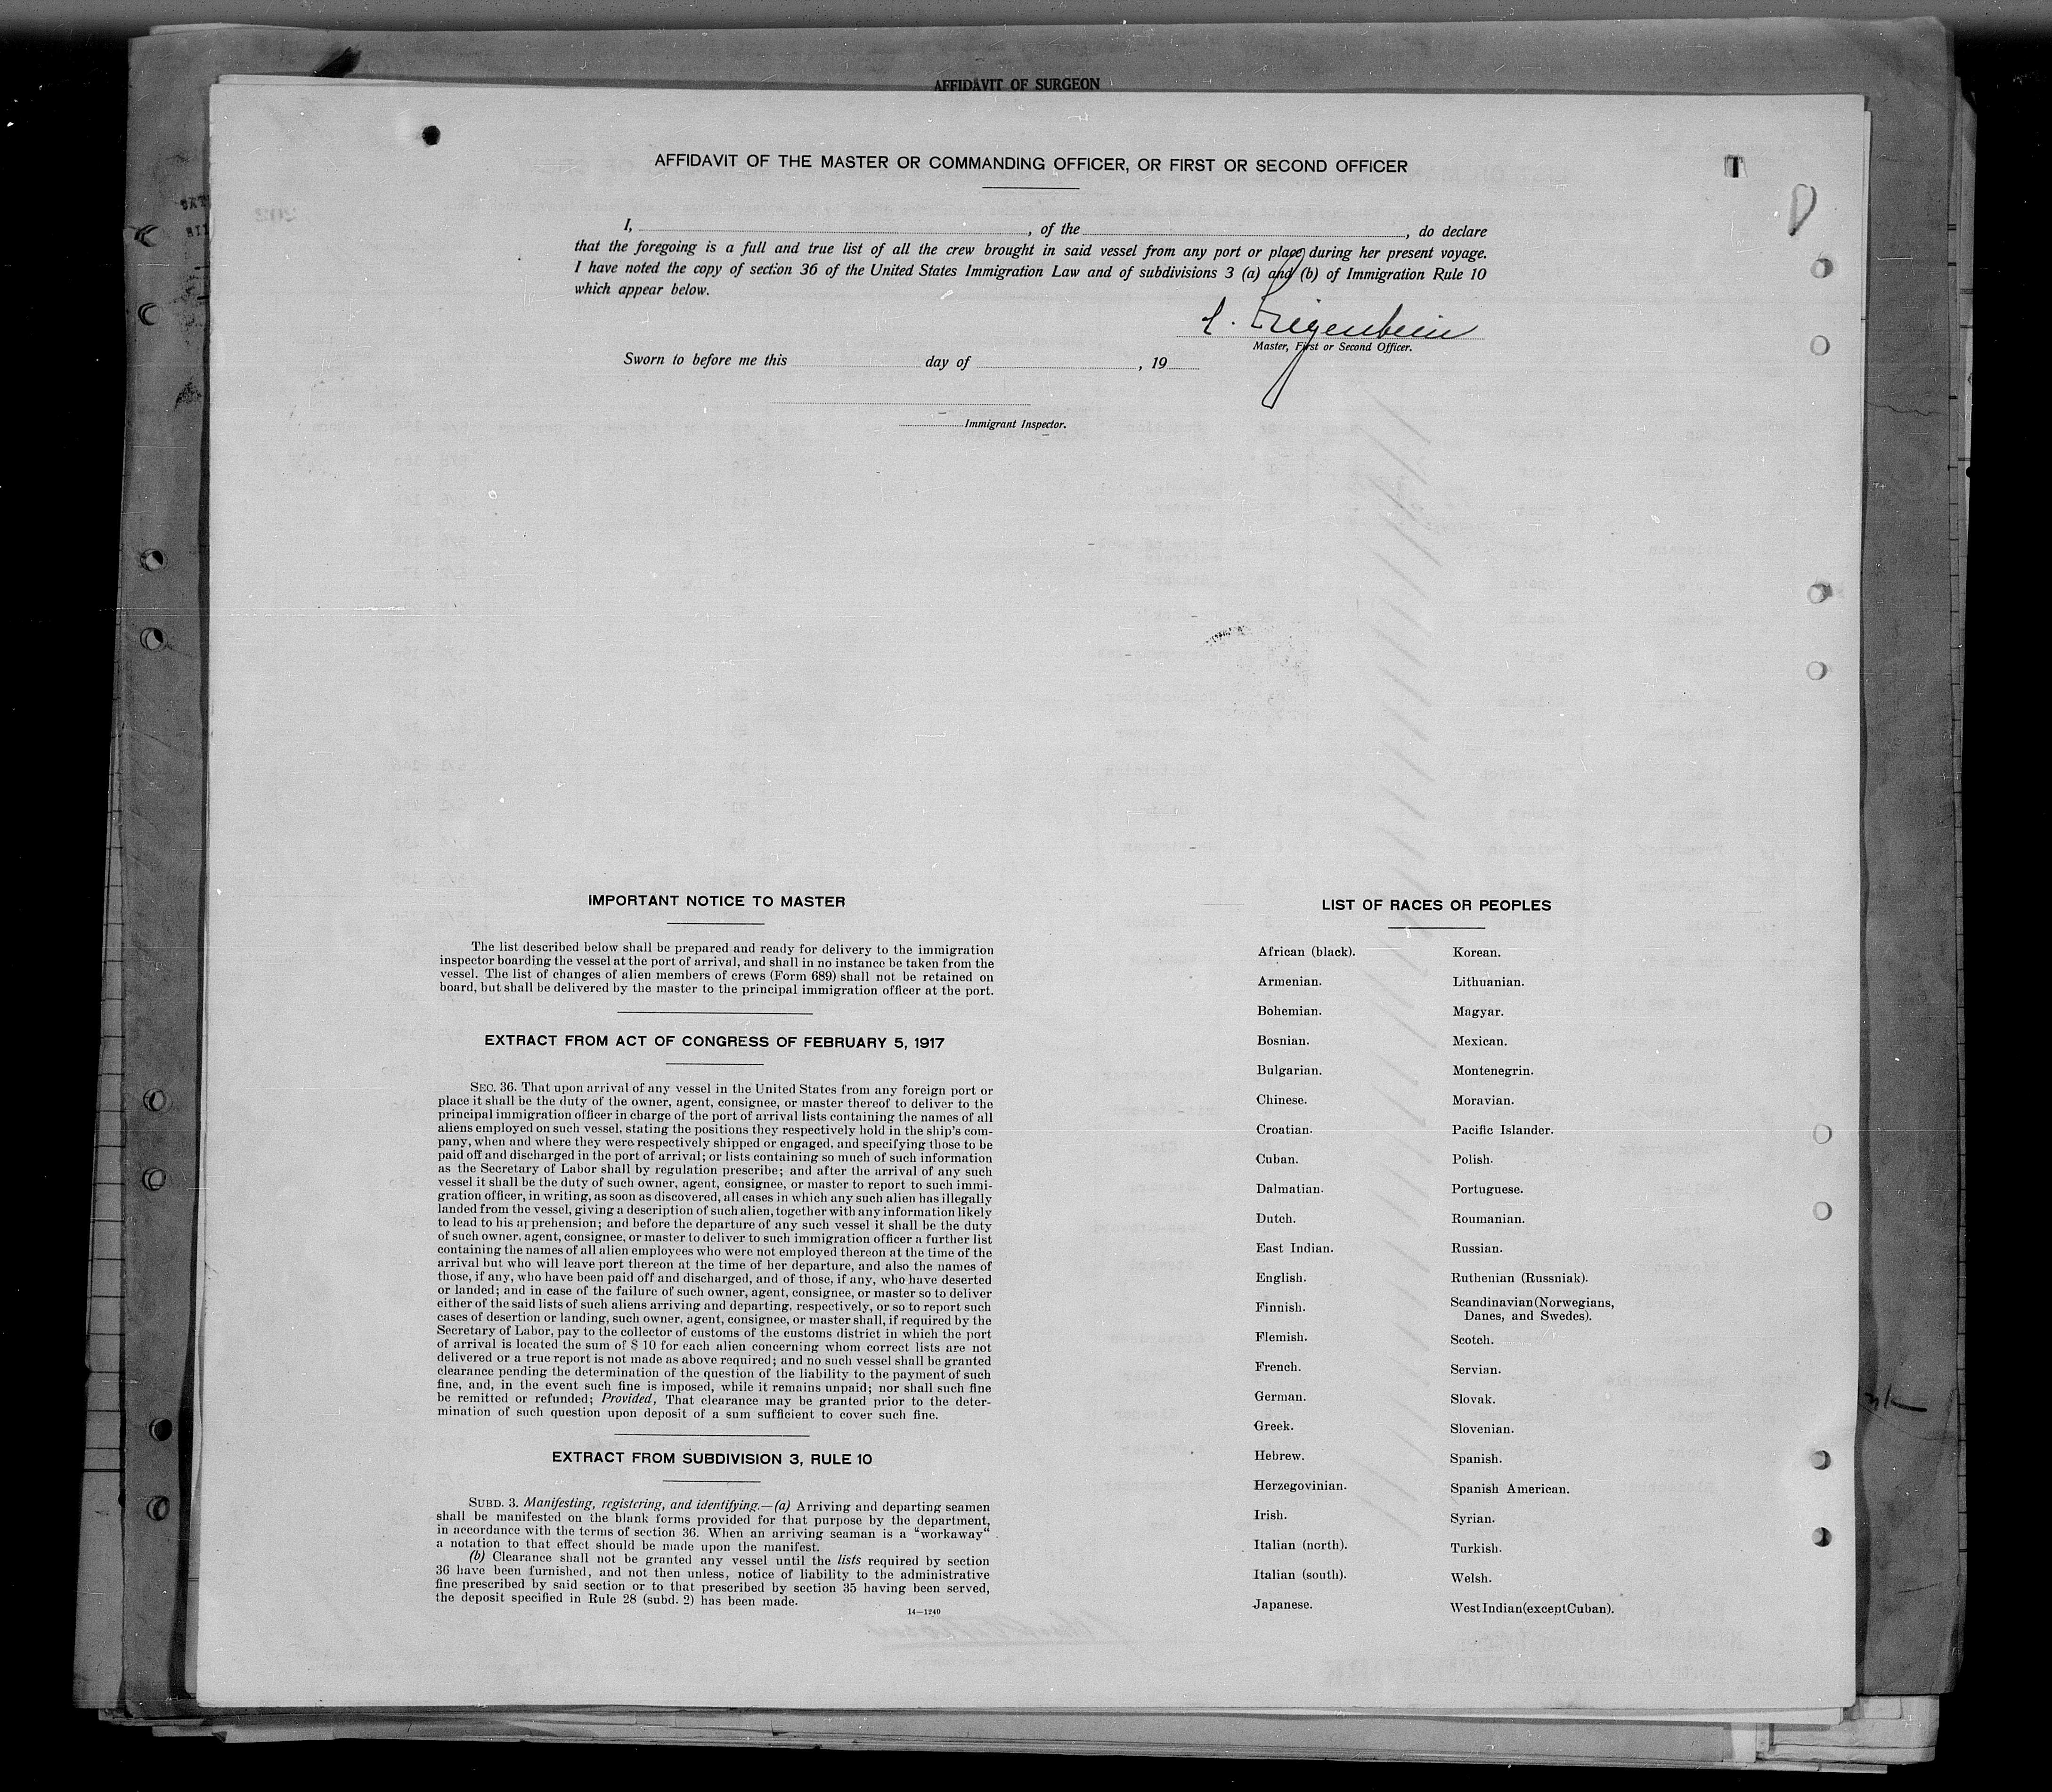 AFFIDAVIT OF SURGEON
AFFIDAVIT OF THE MASTER OR COMMANDING OFFICER, OR FIRST OR SECOND OFFICER
I, , of the , do declare
that the foregoing is a full and true list of all the crew brought in said vessel from any port or place during her present voyage.
I have noted the copy of section 36 of the United States Immigration Law and of subdivisions 3 (a) and (b) of Immigration Rule 10
which appear below.
Master, First or Second Officer.
Sworn to before me this day of , 19
Immigrant Inspector.
IMPORTANT NOTICE TO MASTER
The list described below shall be prepared and ready for delivery to the immigration
inspector boarding the vessel at the port of arrival, and shall in no instance be taken from the
vessel. The list of changes of alien members of crews (Form 689) shall not be retained on
board, but shall be delivered by the master to the principal immigration officer at the port.
EXTRACT FROM ACT OF CONGRESS OF FEBRUARY 5, 1917
SEC. 36. That upon arrival of any vessel in the United States from any foreign port or
place it shall be the duty of the owner, agent, consignee, or master thereof to deliver to the
principal immigration officer in charge of the port of arrival lists containing the names of all
aliens employed on such vessel, stating the positions they respectively hold in the ship's com-
pany, when and where they were respectively shipped or engaged, and specifying those to be
paid off and discharged in the port of arrival; or lists containing so much of such information
as the Secretary of Labor shall by regulation prescribe; and after the arrival of any such
vessel it shall be the duty of such owner, agent, consignee, or master to report to such immi-
gration officer, in writing, as soon as discovered, all cases in which any such alien has illegally
landed from the vessel, giving a description of such alien, together with any information likely
to lead to his apprehension; and before the departure of any such vessel it shall be the duty
of such owner, agent, consignee, or master to deliver to such immigration officer a further list
containing the names of all alien employees who were not employed thereon at the time of the
arrival but who will leave port thereon at the time of her departure, and also the names of
those, if any, who have been paid off and discharged, and of those, if any, who have deserted
or landed; and in case of the failure of such owner, agent, consignee, or master so to deliver
either of the said lists of such aliens arriving and departing, respectively, or so to report such
cases of desertion or landing, such owner, agent, consignee, or master shall, if required by the
Secretary of Labor, pay to the collector of customs of the customs district in which the port
of arrival is located the sum of $ 10 for each alien concerning whom correct lists are not
delivered or a true report is not made as above required; and no such vessel shall be granted
clearance pending the determination of the question of the liability to the payment of such
fine, and, in the event such fine is imposed, while it remains unpaid; nor shall such fine
be remitted or refunded; Provided, That clearance may be granted prior to the deter-
mination of such question upon deposit of a sum sufficient to cover such fine.
EXTRACT FROM SUBDIVISION 3, RULE 10
SUBD. 3. Manifesting, registering, and identifying.—(a) Arriving and departing seamen
shall be manifested on the blank forms provided for that purpose by the department,
in accordance with the terms of section 36. When an arriving seaman is a “workaway“
a notation to that effect should be made upon the manifest.
(b) Clearance shall not be granted any vessel until the lists required by section
36 have been furnished, and not then unless, notice of liability to the administrative
fine prescribed by said section or to that prescribed by section 35 having been served,
the deposit specified in Rule 28 (subd. 2) has been made.
14—1240
LIST OF RACES OR PEOPLES
African (black).
Armenian.
Bohemian.
Bosnian.
Bulgarian.
Chinese.
Croatian.
Cuban.
Dalmatian.
Dutch.
East Indian.
English.
Finnish.
Flemish.
French.
German.
Greek.
Hebrew.
Herzegovinian.
Irish.
Italian (north).
Italian (south).
Japanese.
Korean.
Lithuanian.
Magyar.
Mexican.
Montenegrin.
Moravian.
Pacific Islander.
Polish.
Portuguese.
Roumanian.
Russian.
Ruthenian (Russniak).
Scandinavian (Norwegians,
Danes, and Swedes).
Scotch.
Servian.
Slovak.
Slovenian.
Spanish.
Spanish American.
Syrian.
Turkish.
Welsh.
West Indian (except Cuban).